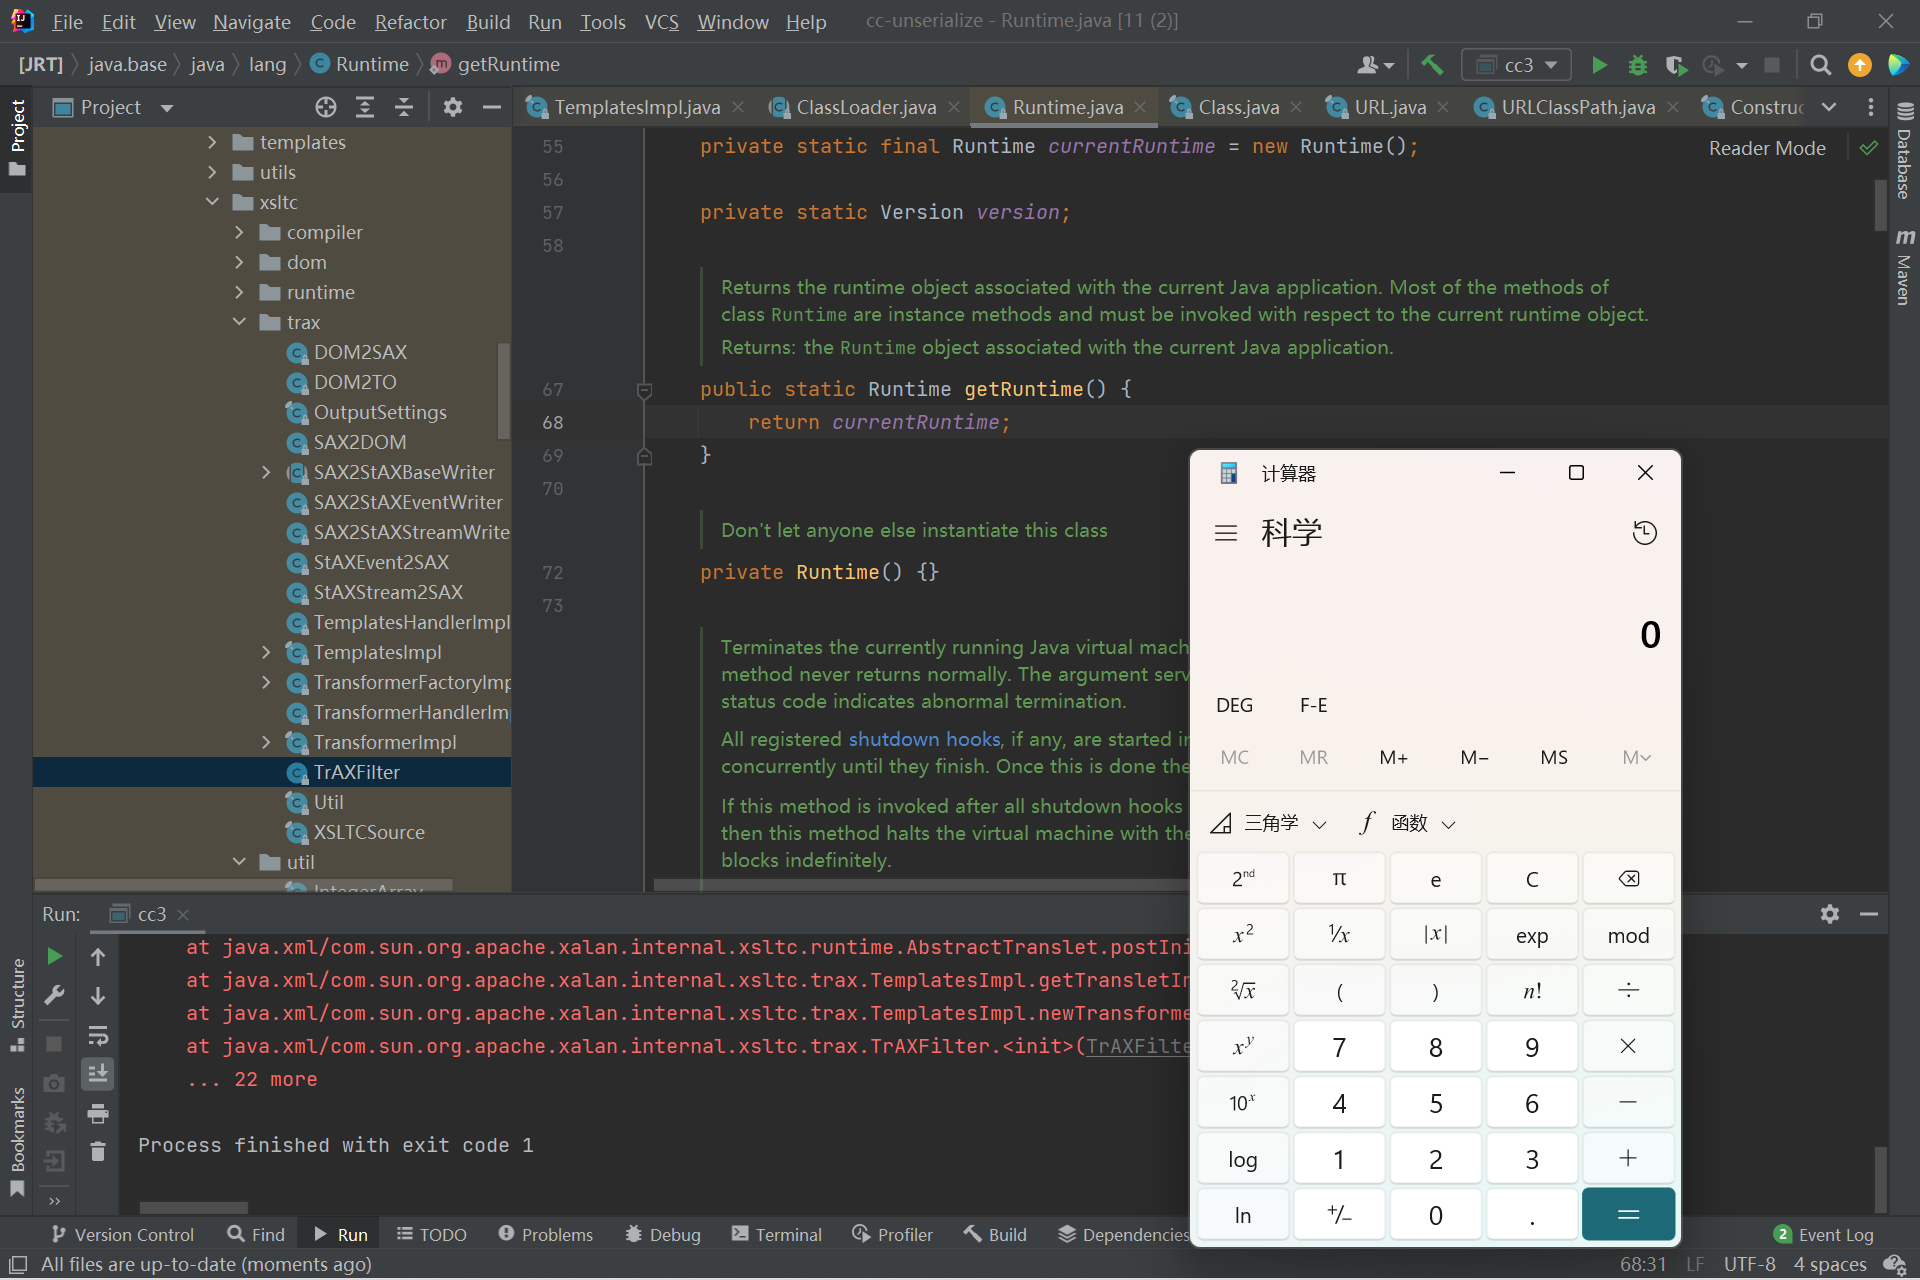 File Edit View Navigate Code Refactor Build Run Tools VCS Window Help cc-unserialize - Runtime.java [11 (2)]
[JRT] java.base java lang Runtime getRuntime cc3
Project
TemplatesImpl.java ClassLoader.java Runtime.java Class.java URL.java URLClassPath.java Construc
Project
Structure
Bookmarks
templates
utils
xsltc
compiler
dom
runtime
trax
DOM2SAX
DOM2TO
OutputSettings
SAX2DOM
SAX2StAXBaseWriter
SAX2StAXEventWriter
SAX2StAXStreamWrite
StAXEvent2SAX
StAXStream2SAX
TemplatesHandlerImpl
TemplatesImpl
TransformerFactoryImp
TransformerHandlerIm
TransformerImpl
TrAXFilter
Util
XSLTCSource
util
IntegerArray
Reader Mode
55 private static final Runtime currentRuntime = new Runtime();
56
57 private static Version version;
58
Returns the runtime object associated with the current Java application. Most of the methods of
class Runtime are instance methods and must be invoked with respect to the current runtime object.
Returns: the Runtime object associated with the current Java application.
67 public static Runtime getRuntime() {
68 return currentRuntime;
69 }
70
Don't let anyone else instantiate this class
72 private Runtime() {}
73
Terminates the currently running Java virtual mach
method never returns normally. The argument serv
status code indicates abnormal termination.
All registered shutdown hooks, if any, are started in
concurrently until they finish. Once this is done the
If this method is invoked after all shutdown hooks
then this method halts the virtual machine with the
blocks indefinitely.
Database
m Maven
计算器
科学
0
DEG F-E
MC MR M+ M− MS M
三角学 f 函数
2nd π e C
x2 1/x |x| exp mod
2√x ( ) n! ÷
xy 7 8 9 ×
10x 4 5 6 −
log 1 2 3 +
ln +/− 0 . =
Run: cc3
at java.xml/com.sun.org.apache.xalan.internal.xsltc.runtime.AbstractTranslet.postIni
at java.xml/com.sun.org.apache.xalan.internal.xsltc.trax.TemplatesImpl.getTransletIn
at java.xml/com.sun.org.apache.xalan.internal.xsltc.trax.TemplatesImpl.newTransforme
at java.xml/com.sun.org.apache.xalan.internal.xsltc.trax.TrAXFilter.<init>(TrAXFilte
... 22 more
Process finished with exit code 1
Version Control Find Run TODO Problems Debug Terminal Profiler Build Dependencies 2 Event Log
All files are up-to-date (moments ago) 68:31 LF UTF-8 4 spaces